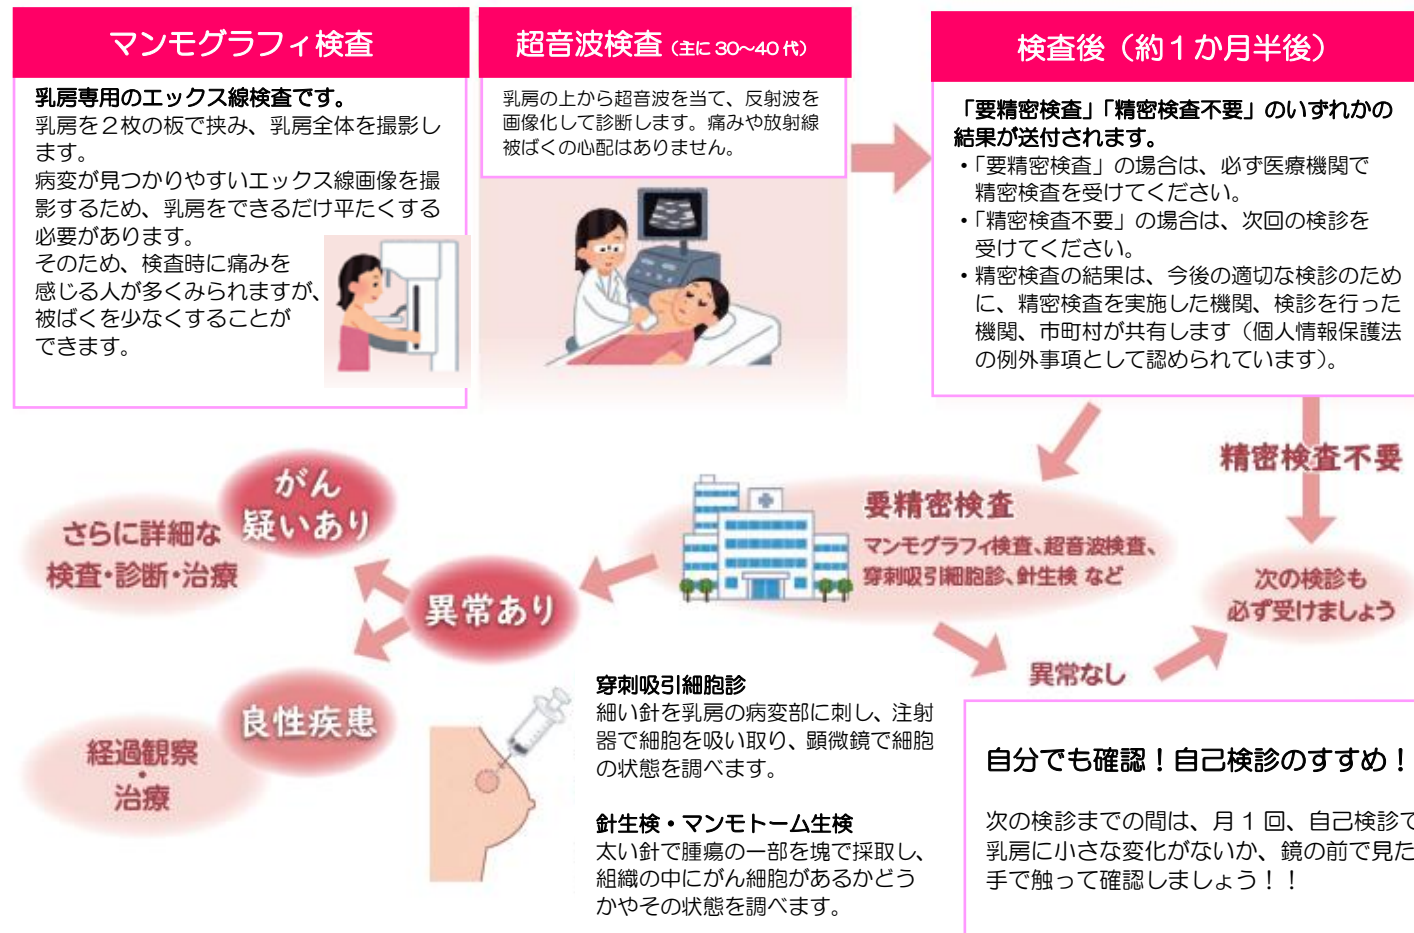 マンモグラフィ検査
乳房専用のエックス線検査です。
乳房を２枚の板で挟み、乳房全体を撮影し
ます。
病変が見つかりやすいエックス線画像を撮
影するため、乳房をできるだけ平たくする
必要があります。
そのため、検査時に痛みを
感じる人が多くみられますが、
被ばくを少なくすることが
できます。
超音波検査（主に30～40代）
乳房の上から超音波を当て、反射波を
画像化して診断します。痛みや放射線
被ばくの心配はありません。
検査後（約１か月半後）
「要精密検査」「精密検査不要」のいずれかの
結果が送付されます。
・「要精密検査」の場合は、必ず医療機関で
精密検査を受けてください。
・「精密検査不要」の場合は、次回の検診を
受けてください。
・精密検査の結果は、今後の適切な検診のため
に、精密検査を実施した機関、検診を行った
機関、市町村が共有します（個人情報保護法
の例外事項として認められています）。
精密検査不要
要精密検査
マンモグラフィ検査、超音波検査、
穿刺吸引細胞診、針生検 など
次の検診も
必ず受けましょう
異常なし
異常あり
がん
疑いあり
さらに詳細な
検査・診断・治療
良性疾患
経過観察
・
治療
穿刺吸引細胞診
細い針を乳房の病変部に刺し、注射
器で細胞を吸い取り、顕微鏡で細胞
の状態を調べます。
針生検・マンモトーム生検
太い針で腫瘍の一部を塊で採取し、
組織の中にがん細胞があるかどう
かやその状態を調べます。
自分でも確認！自己検診のすすめ！
次の検診までの間は、月１回、自己検診で
乳房に小さな変化がないか、鏡の前で見た
手で触って確認しましょう！！